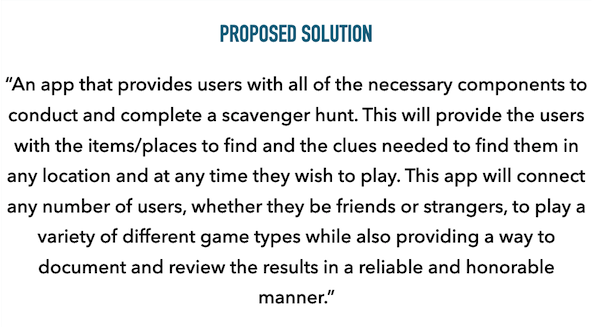 PROPOSED SOLUTION
“An app that provides users with all of the necessary components to
conduct and complete a scavenger hunt. This will provide the users
with the items/places to find and the clues needed to find them in
any location and at any time they wish to play. This app will connect
any number of users, whether they be friends or strangers, to play a
variety of different game types while also providing a way to
document and review the results in a reliable and honorable
manner.”